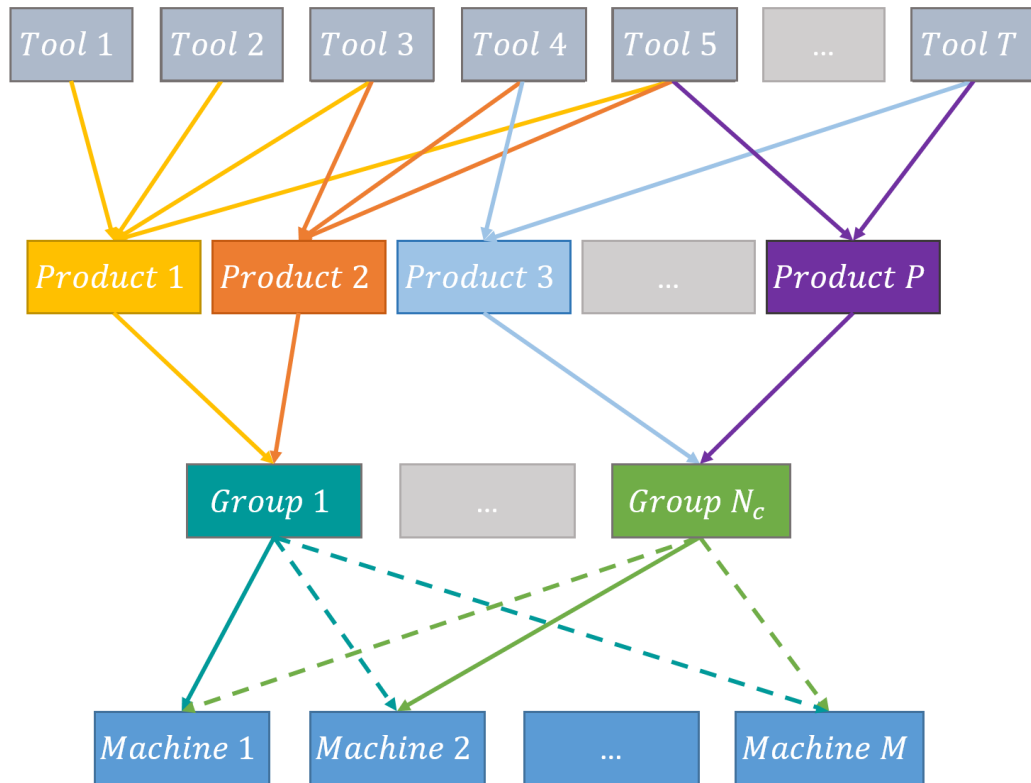 Tool 1
Tool 2
Tool 3
Tool 4
Tool 5
...
Tool T
Product 1
Product 2
Product 3
...
Product P
Group 1
...
Group N_c
Machine 1
Machine 2
...
Machine M